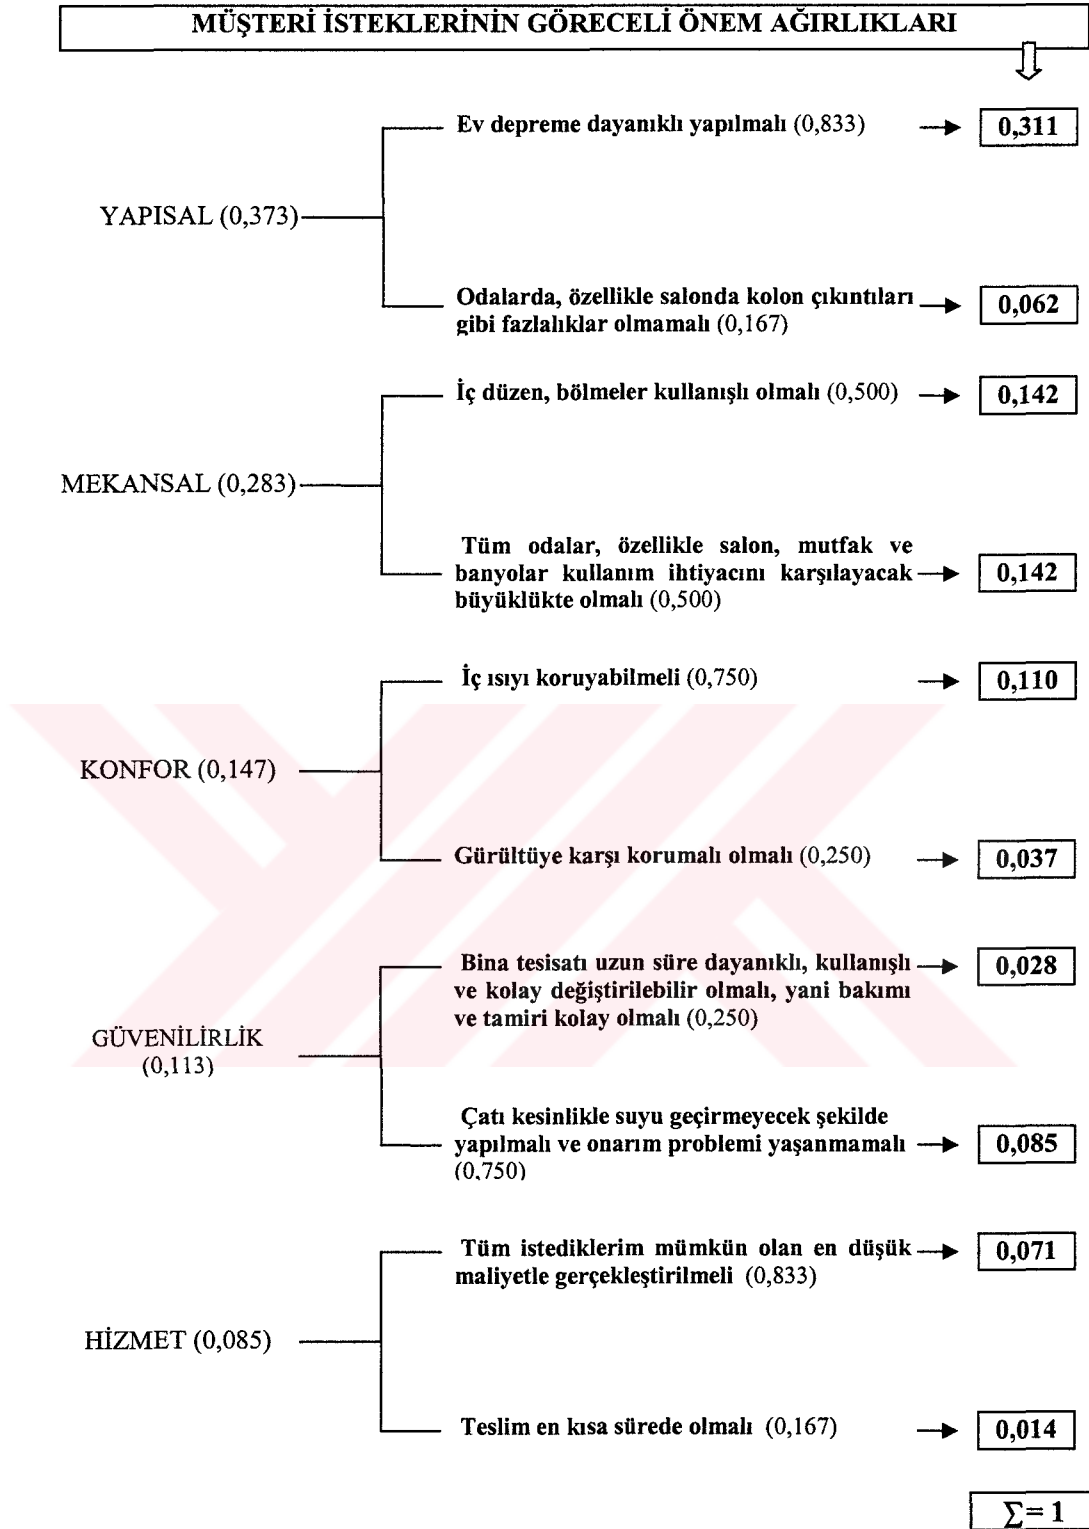 MÜŞTERİ İSTEKLERİNİN GÖRECELİ ÖNEM AĞIRLIKLARI
Ev depreme dayanıklı yapılmalı (0,833)
0,311
YAPISAL (0,373)
Odalarda, özellikle salonda kolon çıkıntıları
gibi fazlalıklar olmamalı (0,167)
0,062
İç düzen, bölmeler kullanışlı olmalı (0,500)
0,142
MEKANSAL (0,283)
Tüm odalar, özellikle salon, mutfak ve
banyolar kullanım ihtiyacını karşılayacak
büyüklükte olmalı (0,500)
0,142
İç ısıyı koruyabilmeli (0,750)
0,110
KONFOR (0,147)
Gürültüye karşı korumalı olmalı (0,250)
0,037
Bina tesisatı uzun süre dayanıklı, kullanışlı
ve kolay değiştirilebilir olmalı, yani bakımı
ve tamiri kolay olmalı (0,250)
0,028
GÜVENİLİRLİK
(0,113)
Çatı kesinlikle suyu geçirmeyecek şekilde
yapılmalı ve onarım problemi yaşanmamalı
(0,750)
0,085
Tüm istediklerim mümkün olan en düşük
maliyetle gerçekleştirilmeli (0,833)
0,071
HİZMET (0,085)
Teslim en kısa sürede olmalı (0,167)
0,014
∑= 1